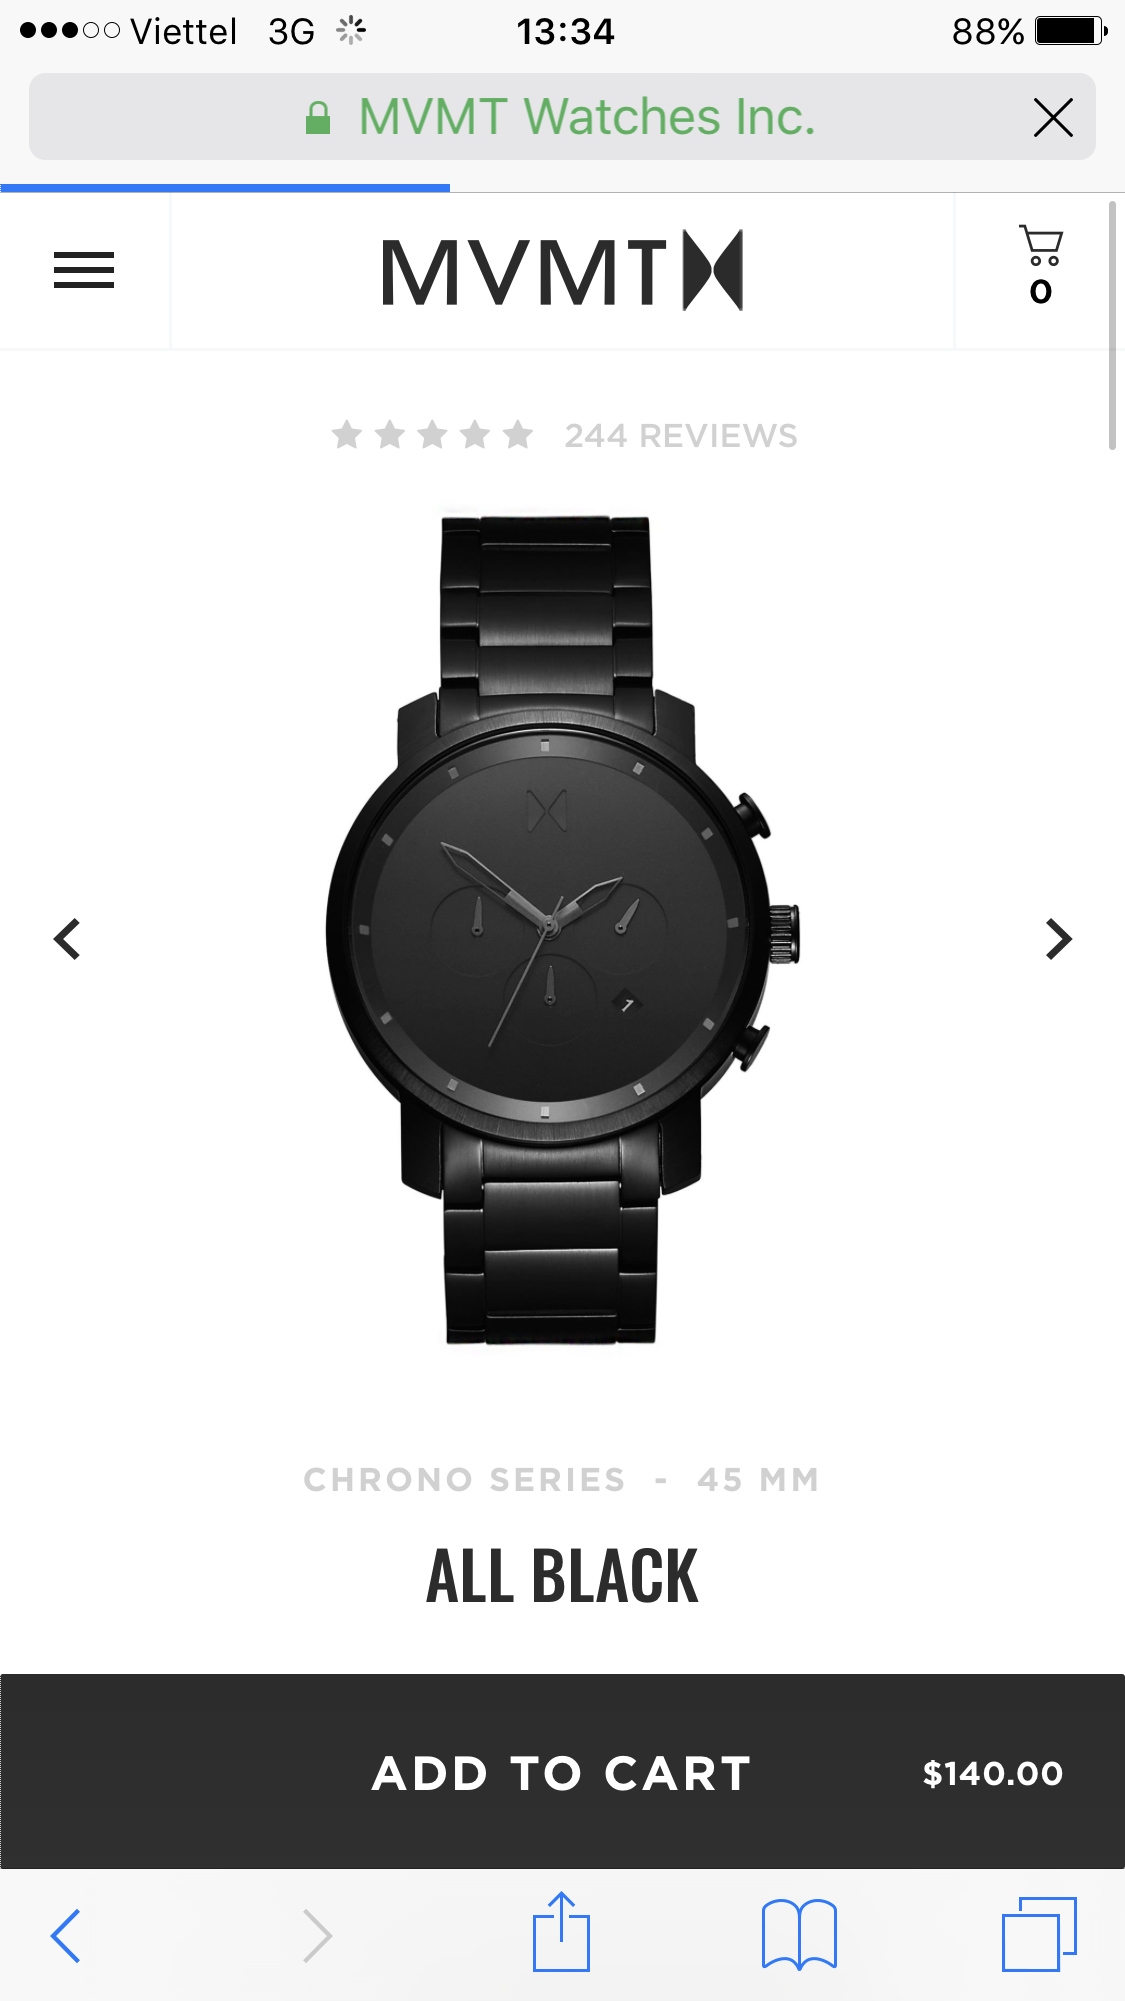 Viettel 3G 13:34 88%
MVMT Watches Inc.
MVMT
0
244 REVIEWS
1
CHRONO SERIES - 45 MM
ALL BLACK
ADD TO CART $140.00